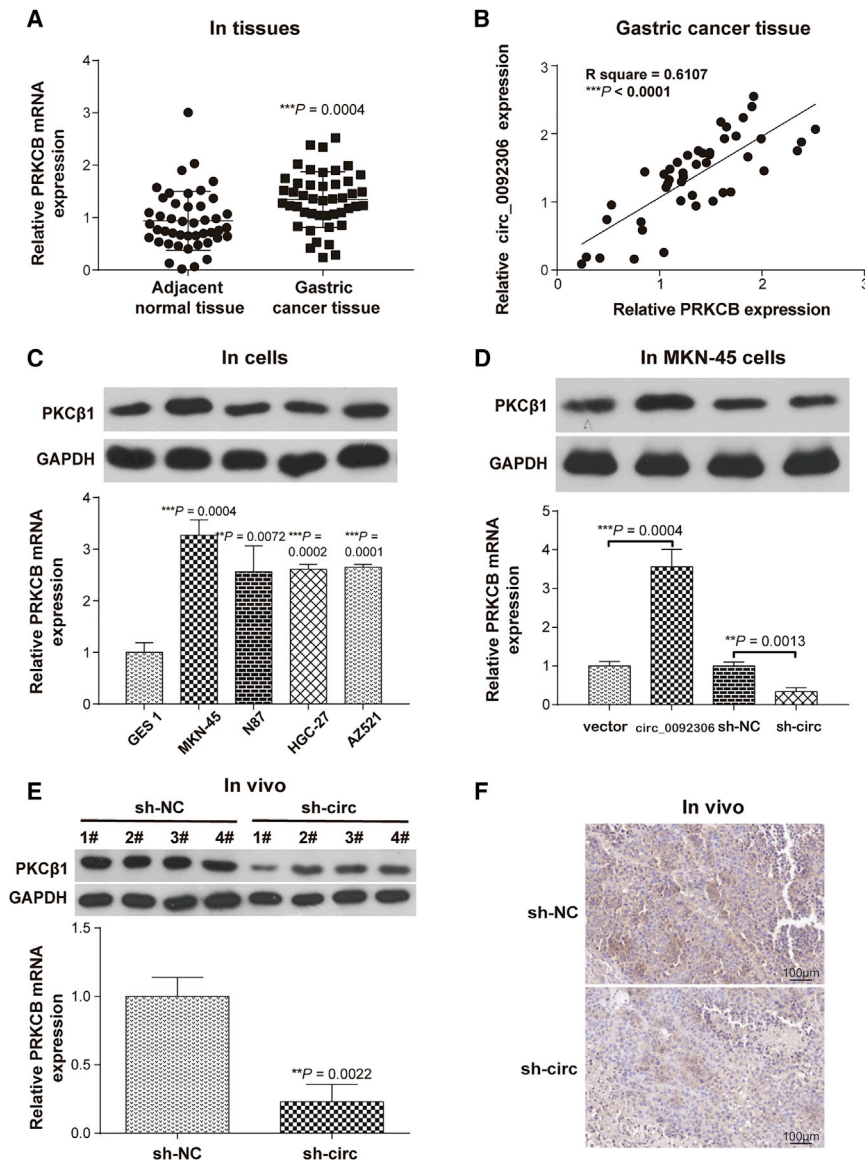 A
In tissues
Relative PRKCB mRNA
expression
4
3
2
1
0
***P = 0.0004
Adjacent
normal tissue
Gastric
cancer tissue
B
Gastric cancer tissue
Relative circ_0092306 expression
3
2
1
0
R square = 0.6107
***P < 0.0001
0
1
2
3
Relative PRKCB expression
C
In cells
PKCβ1
GAPDH
Relative PRKCB mRNA
expression
4
3
2
1
0
***P = 0.0004
**P = 0.0072
***P =
0.0002
***P =
0.0001
GES 1
MKN-45
N87
HGC-27
AZ521
D
In MKN-45 cells
PKCβ1
GAPDH
Relative PRKCB mRNA
expression
5
4
3
2
1
0
***P = 0.0004
**P = 0.0013
vector
circ_0092306
sh-NC
sh-circ
E
In vivo
sh-NC
sh-circ
1# 2# 3# 4# 1# 2# 3# 4#
PKCβ1
GAPDH
Relative PRKCB mRNA
expression
1.5
1.0
0.5
0.0
**P = 0.0022
sh-NC
sh-circ
F
In vivo
sh-NC
100μm
sh-circ
100μm